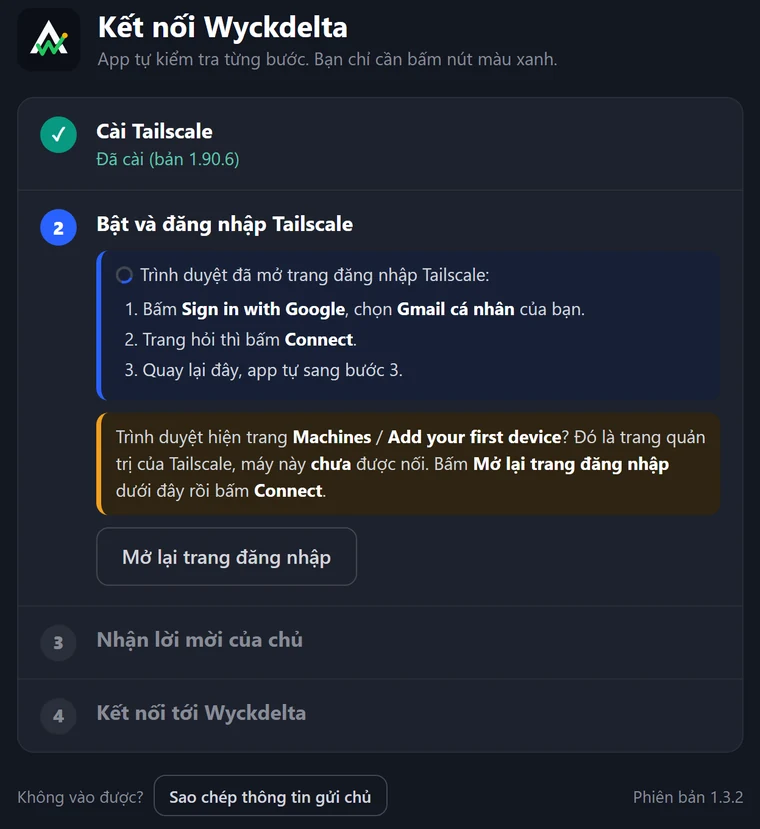 Kết nối Wyckdelta
App tự kiểm tra từng bước. Bạn chỉ cần bấm nút màu xanh.
Cài Tailscale
Đã cài (bản 1.90.6)
2
Bật và đăng nhập Tailscale
Trình duyệt đã mở trang đăng nhập Tailscale:
1. Bấm Sign in with Google, chọn Gmail cá nhân của bạn.
2. Trang hỏi thì bấm Connect.
3. Quay lại đây, app tự sang bước 3.
Trình duyệt hiện trang Machines / Add your first device? Đó là trang quản
trị của Tailscale, máy này chưa được nối. Bấm Mở lại trang đăng nhập
dưới đây rồi bấm Connect.
Mở lại trang đăng nhập
3
Nhận lời mời của chủ
4
Kết nối tới Wyckdelta
Không vào được?
Sao chép thông tin gửi chủ
Phiên bản 1.3.2